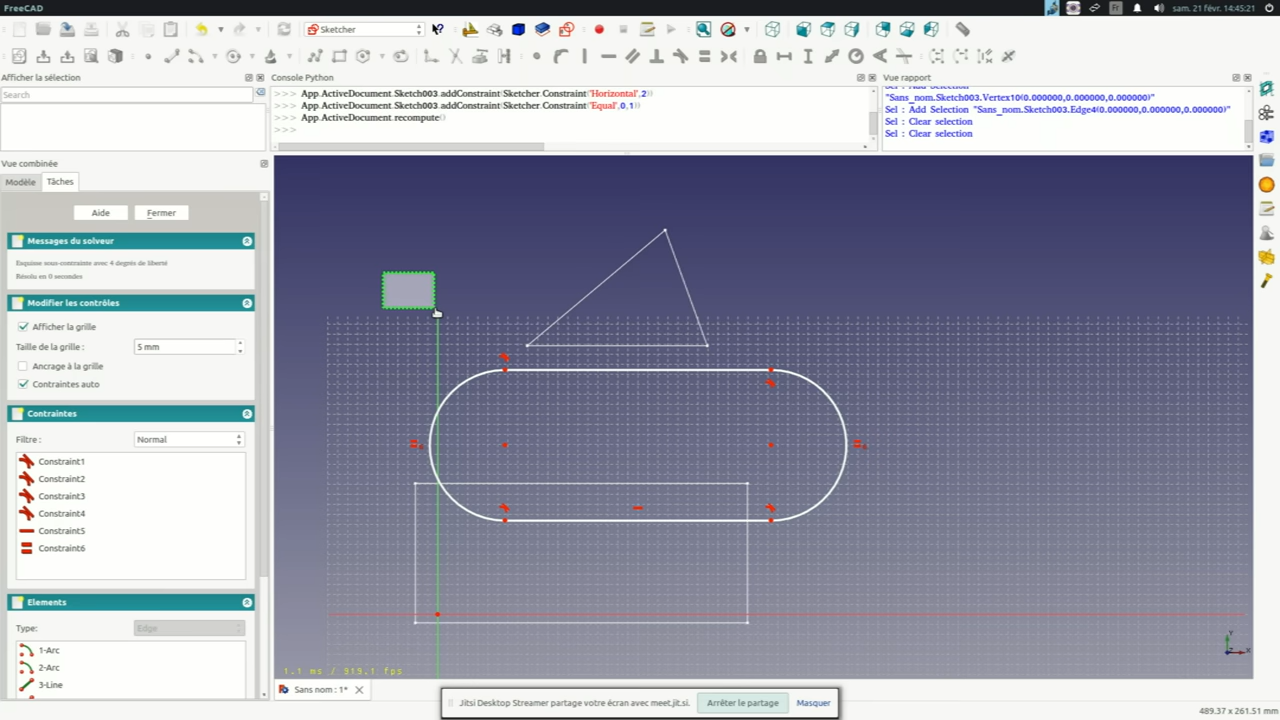 FreeCAD
Fr
sam. 21 févr. 14:45:21
Sketcher
Afficher la sélection
Search
Console Python
>>> App.ActiveDocument.Sketch003.addConstraint(Sketcher.Constraint('Horizontal',2))
>>> App.ActiveDocument.Sketch003.addConstraint(Sketcher.Constraint('Equal',0,1))
>>> App.ActiveDocument.recompute()
>>>
Vue rapport
"Sans_nom.Sketch003.Vertex10(0.000000,0.000000,0.000000)"
Sel : Add Selection "Sans_nom.Sketch003.Edge4(0.000000,0.000000,0.000000)"
Sel : Clear selection
Sel : Clear selection
Vue combinée
Modèle
Tâches
Aide
Fermer
Messages du solveur
Esquisse sous-contrainte avec 4 degrés de liberté
Résolu en 0 secondes
Modifier les contrôles
Afficher la grille
Taille de la grille :
5 mm
Ancrage à la grille
Contraintes auto
Contraintes
Filtre :
Normal
Constraint1
Constraint2
Constraint3
Constraint4
Constraint5
Constraint6
Elements
Type:
Edge
1-Arc
2-Arc
3-Line
1.1 ms / 919.1 fps
Sans nom : 1*
Y
X
Jitsi Desktop Streamer partage votre écran avec meet.jit.si.
Arrêter le partage
Masquer
489.37 x 261.51 mm